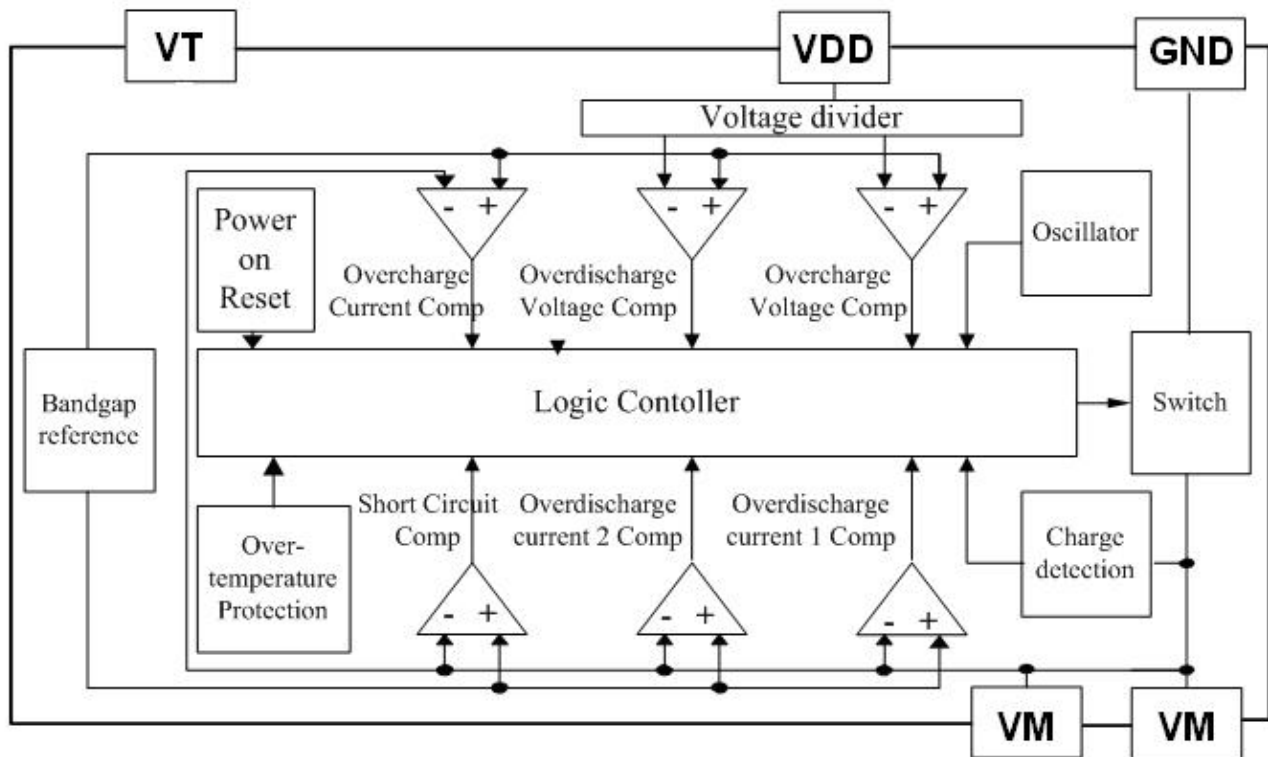 VT
VDD
GND
Voltage divider
- +
- +
- +
Power
on
Reset
Oscillator
Overcharge
Current Comp
Overdischarge
Voltage Comp
Overcharge
Voltage Comp
Bandgap
reference
Logic Contoller
Switch
Over-
temperature
Protection
Short Circuit
Comp
Overdischarge
current 2 Comp
Overdischarge
current 1 Comp
Charge
detection
- +
- +
- +
VM
VM